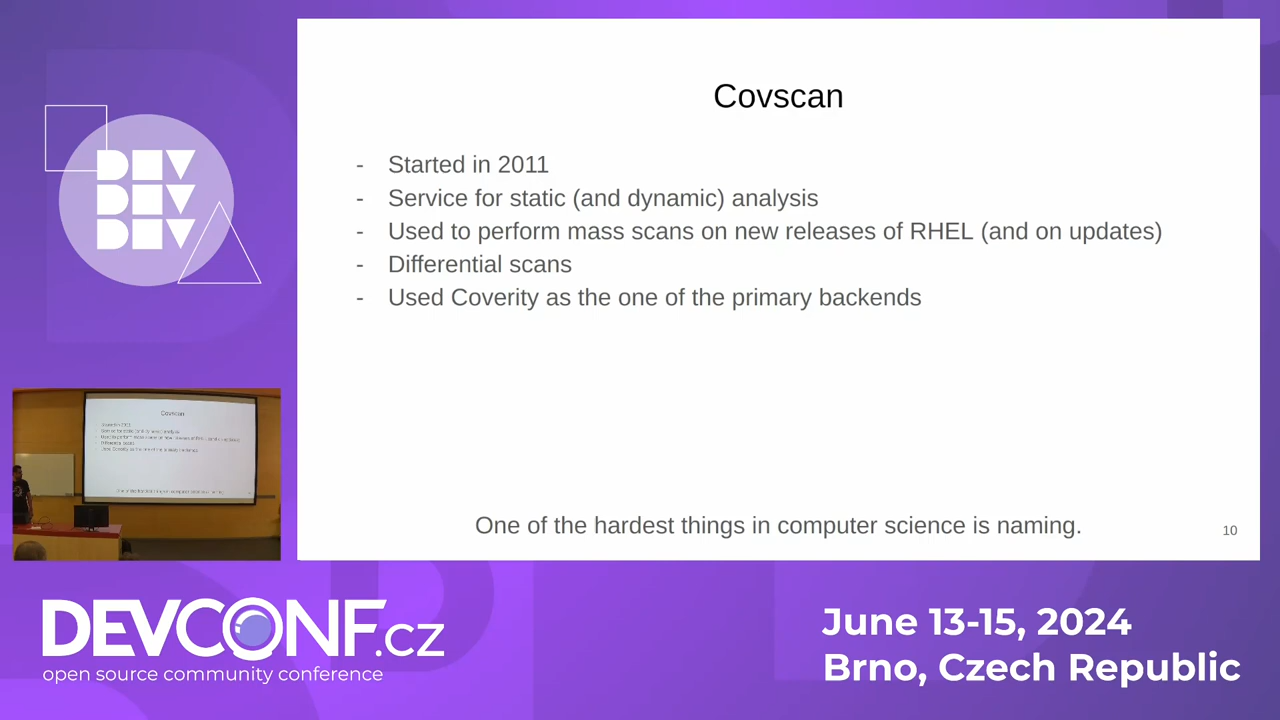 Covscan
- Started in 2011
- Service for static (and dynamic) analysis
- Used to perform mass scans on new releases of RHEL (and on updates)
- Differential scans
- Used Coverity as the one of the primary backends
One of the hardest things in computer science is naming.
10
DEV
DEV
DEV
Covscan
DEVCONF.cz
open source community conference
June 13-15, 2024
Brno, Czech Republic